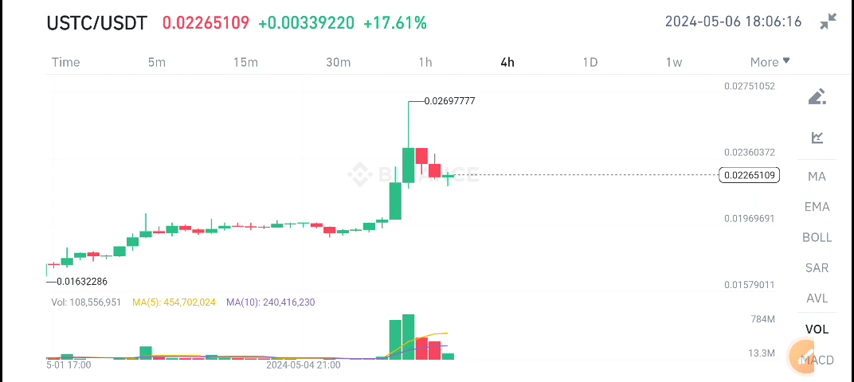 USTC/USDT 0.02265109 +0.00339220 +17.61% 2024-05-06 18:06:16
Time 5m 15m 30m 1h 4h 1D 1w More
0.02751052
0.02697777
0.02360372
0.02265109
0.01969691
0.01632286
0.01579011
MA
EMA
BOLL
SAR
AVL
VOL
MACD
Vol: 108,556,951 MA(5): 454,702,024 MA(10): 240,416,230
784M
13.3M
5-01 17:00 2024-05-04 21:00